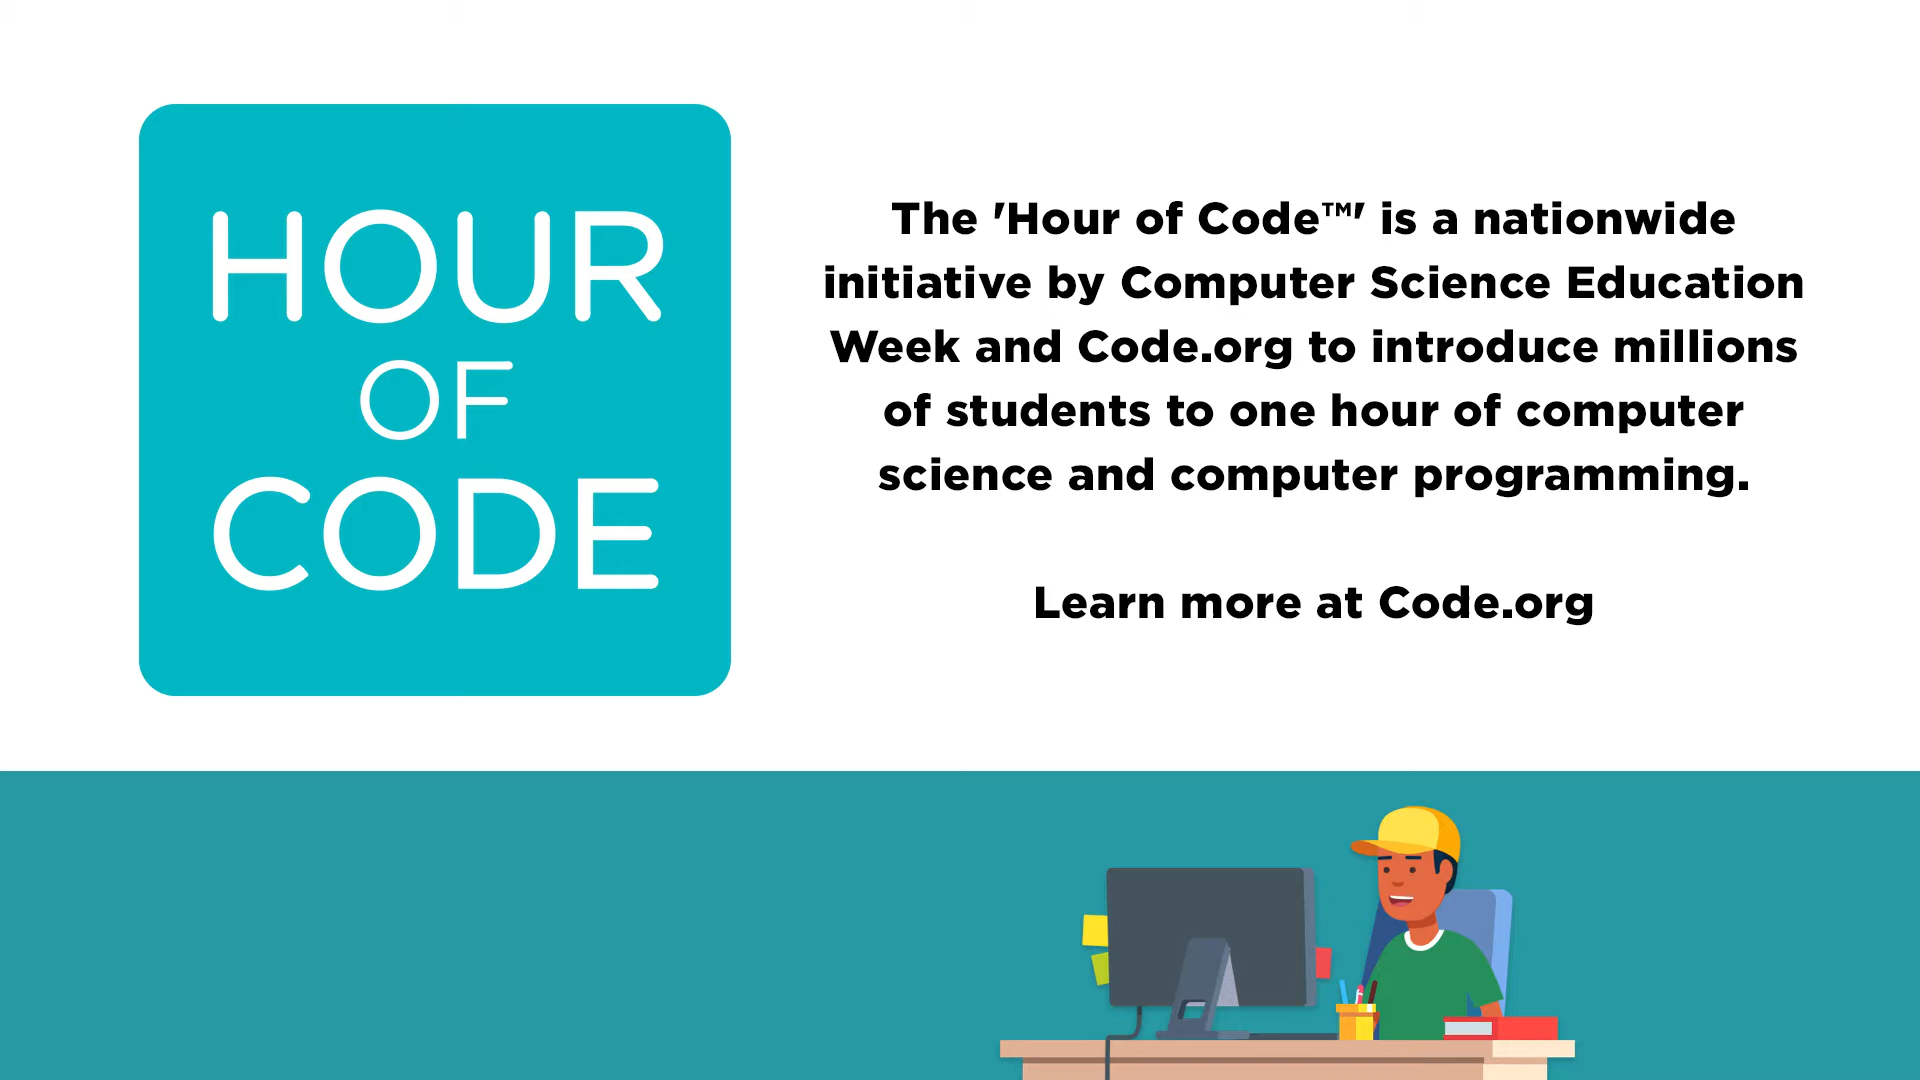 HOUR
OF
CODE
The 'Hour of Code™' is a nationwide
initiative by Computer Science Education
Week and Code.org to introduce millions
of students to one hour of computer
science and computer programming.
Learn more at Code.org